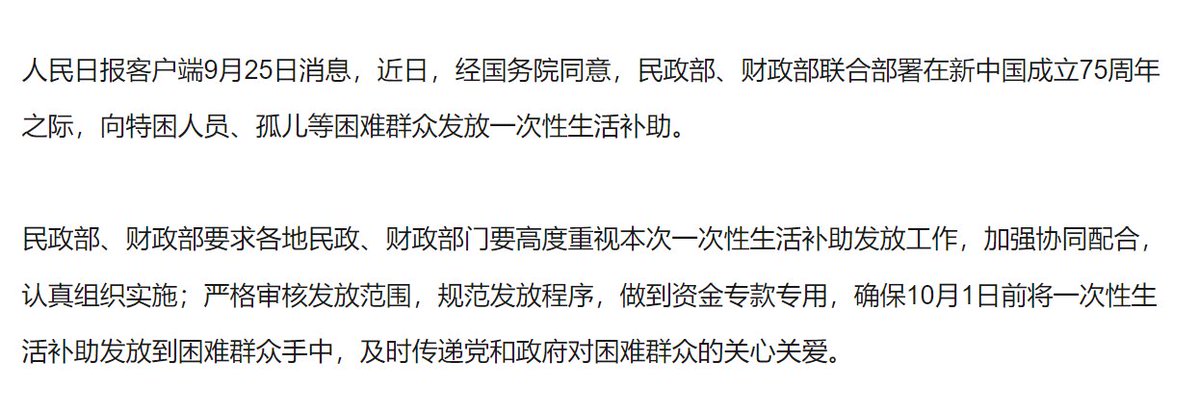 人民日报客户端9月25日消息，近日，经国务院同意，民政部、财政部联合部署在新中国成立75周年
之际，向特困人员、孤儿等困难群众发放一次性生活补助。
民政部、财政部要求各地民政、财政部门要高度重视本次一次性生活补助发放工作，加强协同配合，
认真组织实施；严格审核发放范围，规范发放程序，做到资金专款专用，确保10月1日前将一次性生
活补助发放到困难群众手中，及时传递党和政府对困难群众的关心关爱。